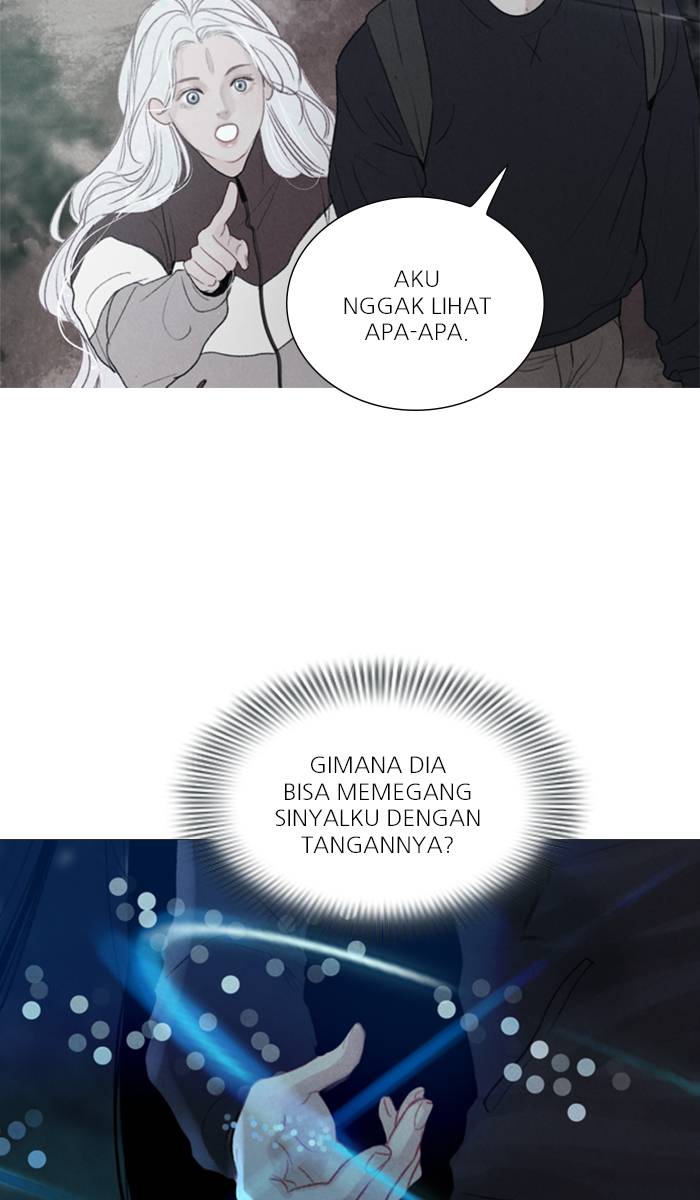 AKU
NGGAK LIHAT
APA-APA.
GIMANA DIA
BISA MEMEGANG
SINYALKU DENGAN
TANGANNYA?